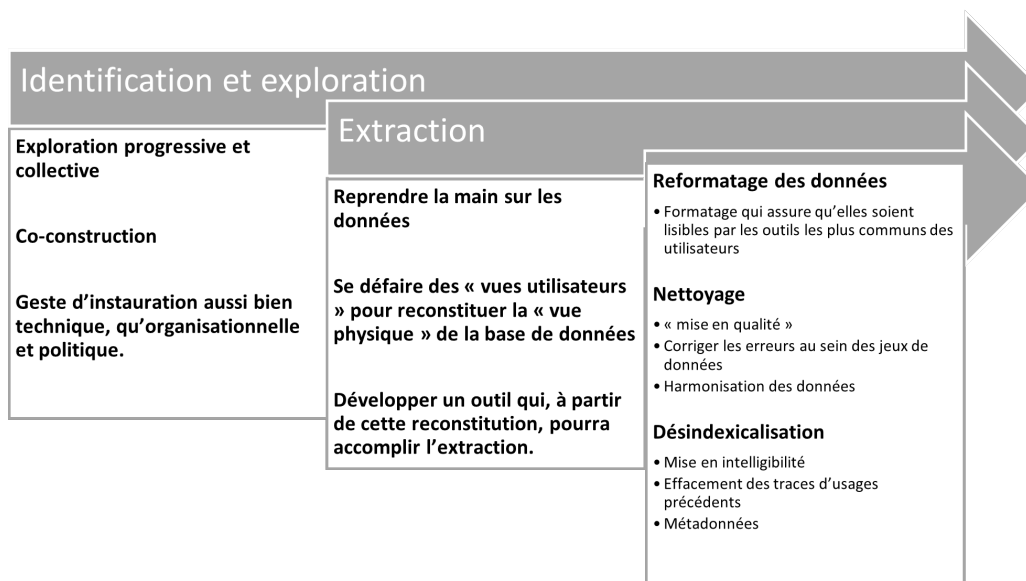 Identification et exploration
Exploration progressive et
collective
Co-construction
Geste d’instauration aussi bien
technique, qu’organisationnelle
et politique.
Extraction
Reprendre la main sur les
données
Se défaire des « vues utilisateurs
» pour reconstituer la « vue
physique » de la base de données
Développer un outil qui, à partir
de cette reconstitution, pourra
accomplir l’extraction.
Reformatage des données
• Formatage qui assure qu’elles soient
lisibles par les outils les plus communs des
utilisateurs
Nettoyage
• « mise en qualité »
• Corriger les erreurs au sein des jeux de
données
• Harmonisation des données
Désindexicalisation
• Mise en intelligibilité
• Effacement des traces d’usages
précédents
• Métadonnées